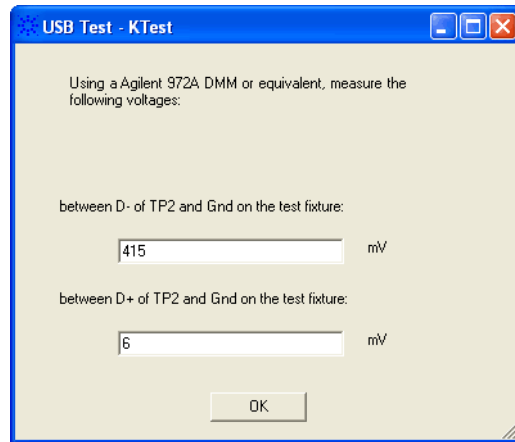 USB Test - KTest
Using a Agilent 972A DMM or equivalent, measure the
following voltages:
between D- of TP2 and Gnd on the test fixture:
415 mV
between D+ of TP2 and Gnd on the test fixture:
6 mV
OK